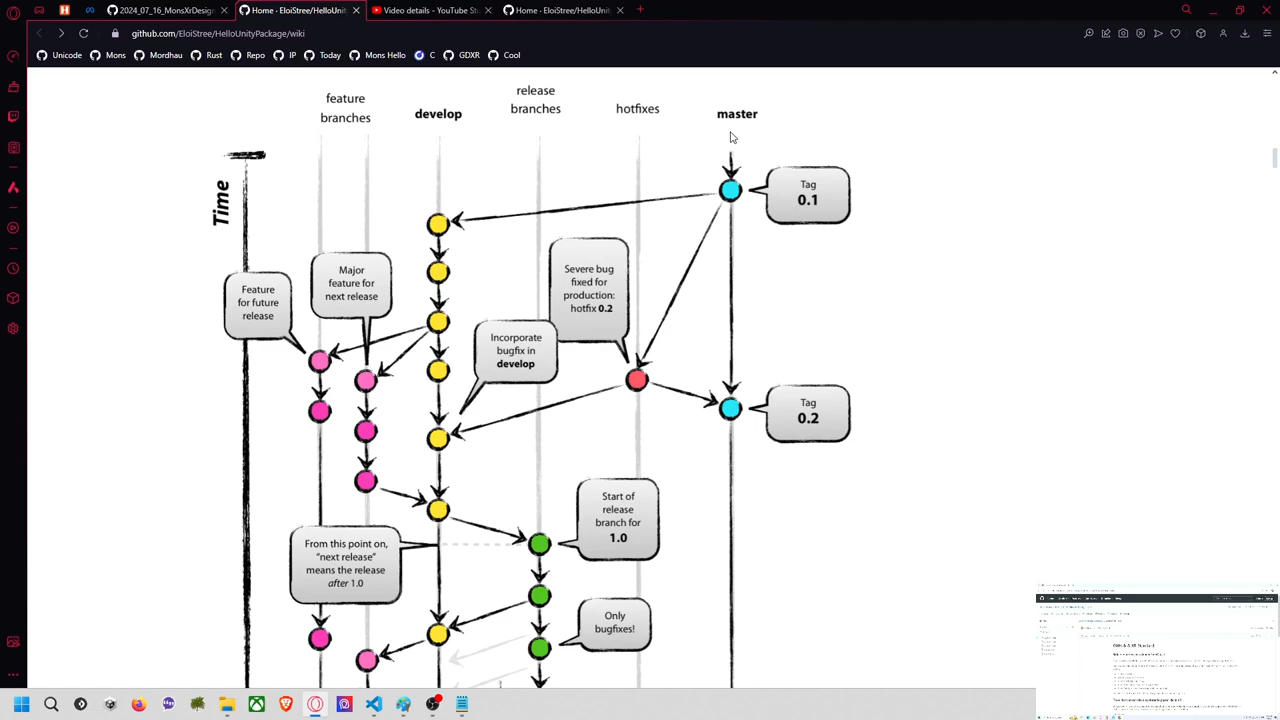 2024_07_16_MonsXrDesign
Home · EloiStree/HelloUnityP
Video details - YouTube St
Home · EloiStree/HelloUnit
github.com/EloiStree/HelloUnityPackage/wiki
Unicode
Mons
Mordhau
Rust
Repo
IP
Today
Mons Hello
C
GDXR
Cool
feature
branches
develop
release
branches
hotfixes
master
Time
Tag
0.1
Severe bug
fixed for
production:
hotfix 0.2
Major
feature for
next release
Feature
for future
release
Incorporate
bugfix in
develop
Tag
0.2
Start of
release
branch for
1.0
From this point on,
“next release”
means the release
after 1.0
Only
bugfixes!